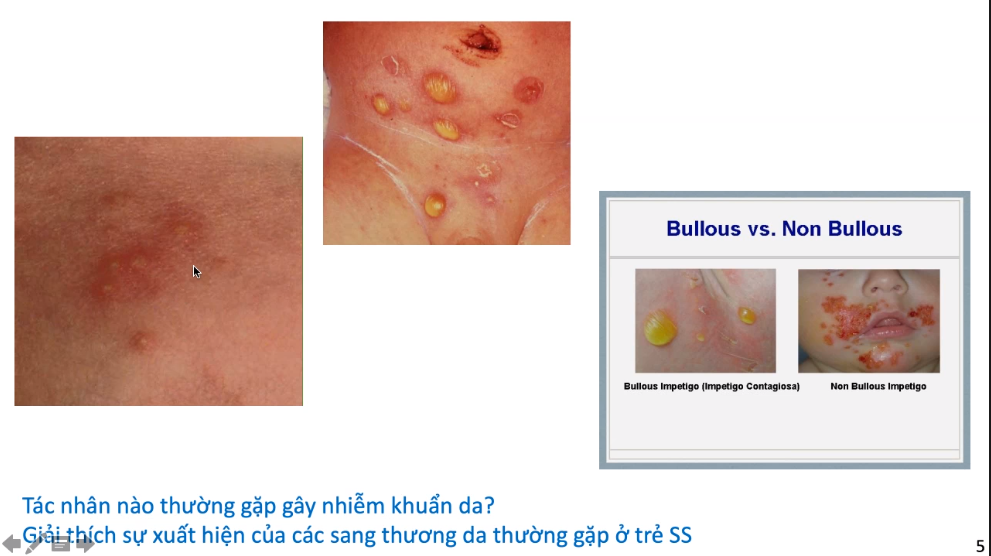 Bullous vs. Non Bullous
Bullous Impetigo (Impetigo Contagiosa)
Non Bullous Impetigo
Tác nhân nào thường gặp gây nhiễm khuẩn da?
Giải thích sự xuất hiện của các sang thương da thường gặp ở trẻ SS
5